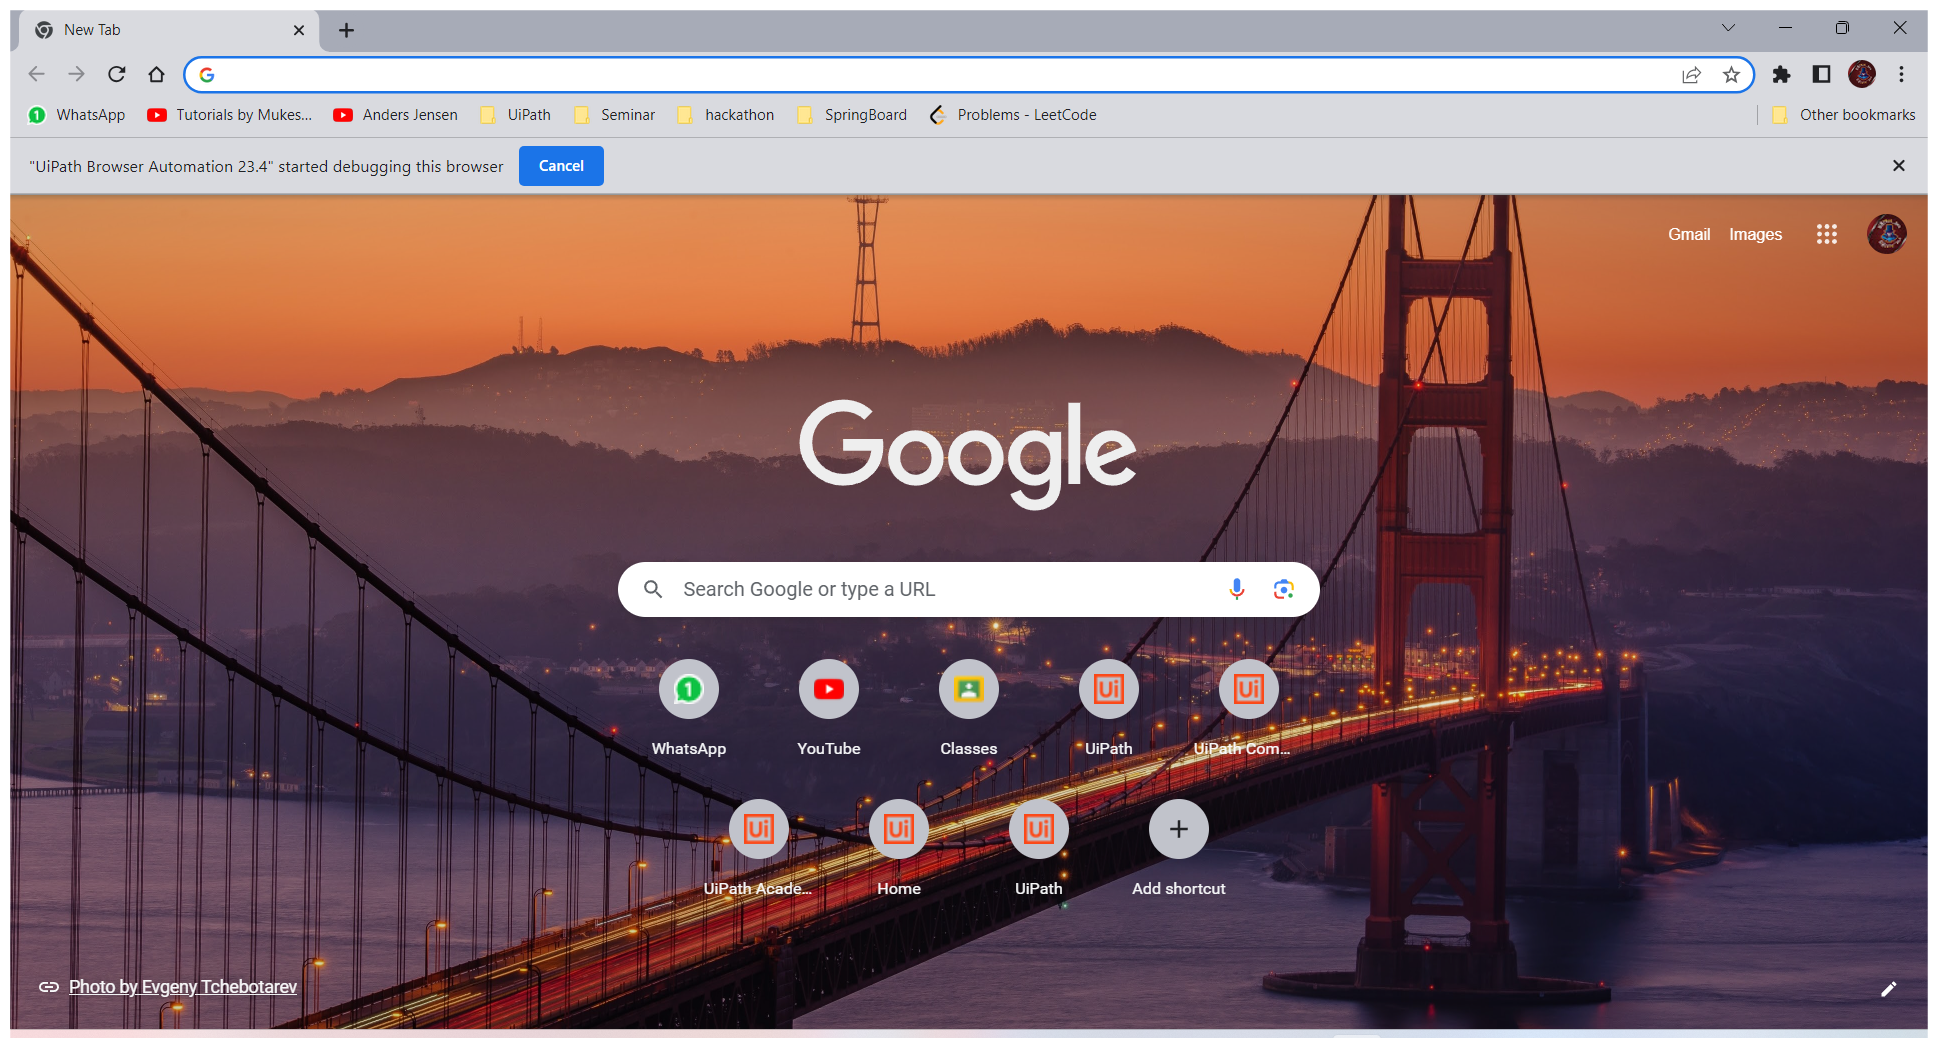 New Tab
WhatsApp Tutorials by Mukes... Anders Jensen UiPath Seminar hackathon SpringBoard Problems - LeetCode Other bookmarks
"UiPath Browser Automation 23.4" started debugging this browser Cancel
Gmail Images
Google
Search Google or type a URL
WhatsApp YouTube Classes UiPath UiPath Com...
UiPath Acade... Home UiPath Add shortcut
Photo by Evgeny Tchebotarev